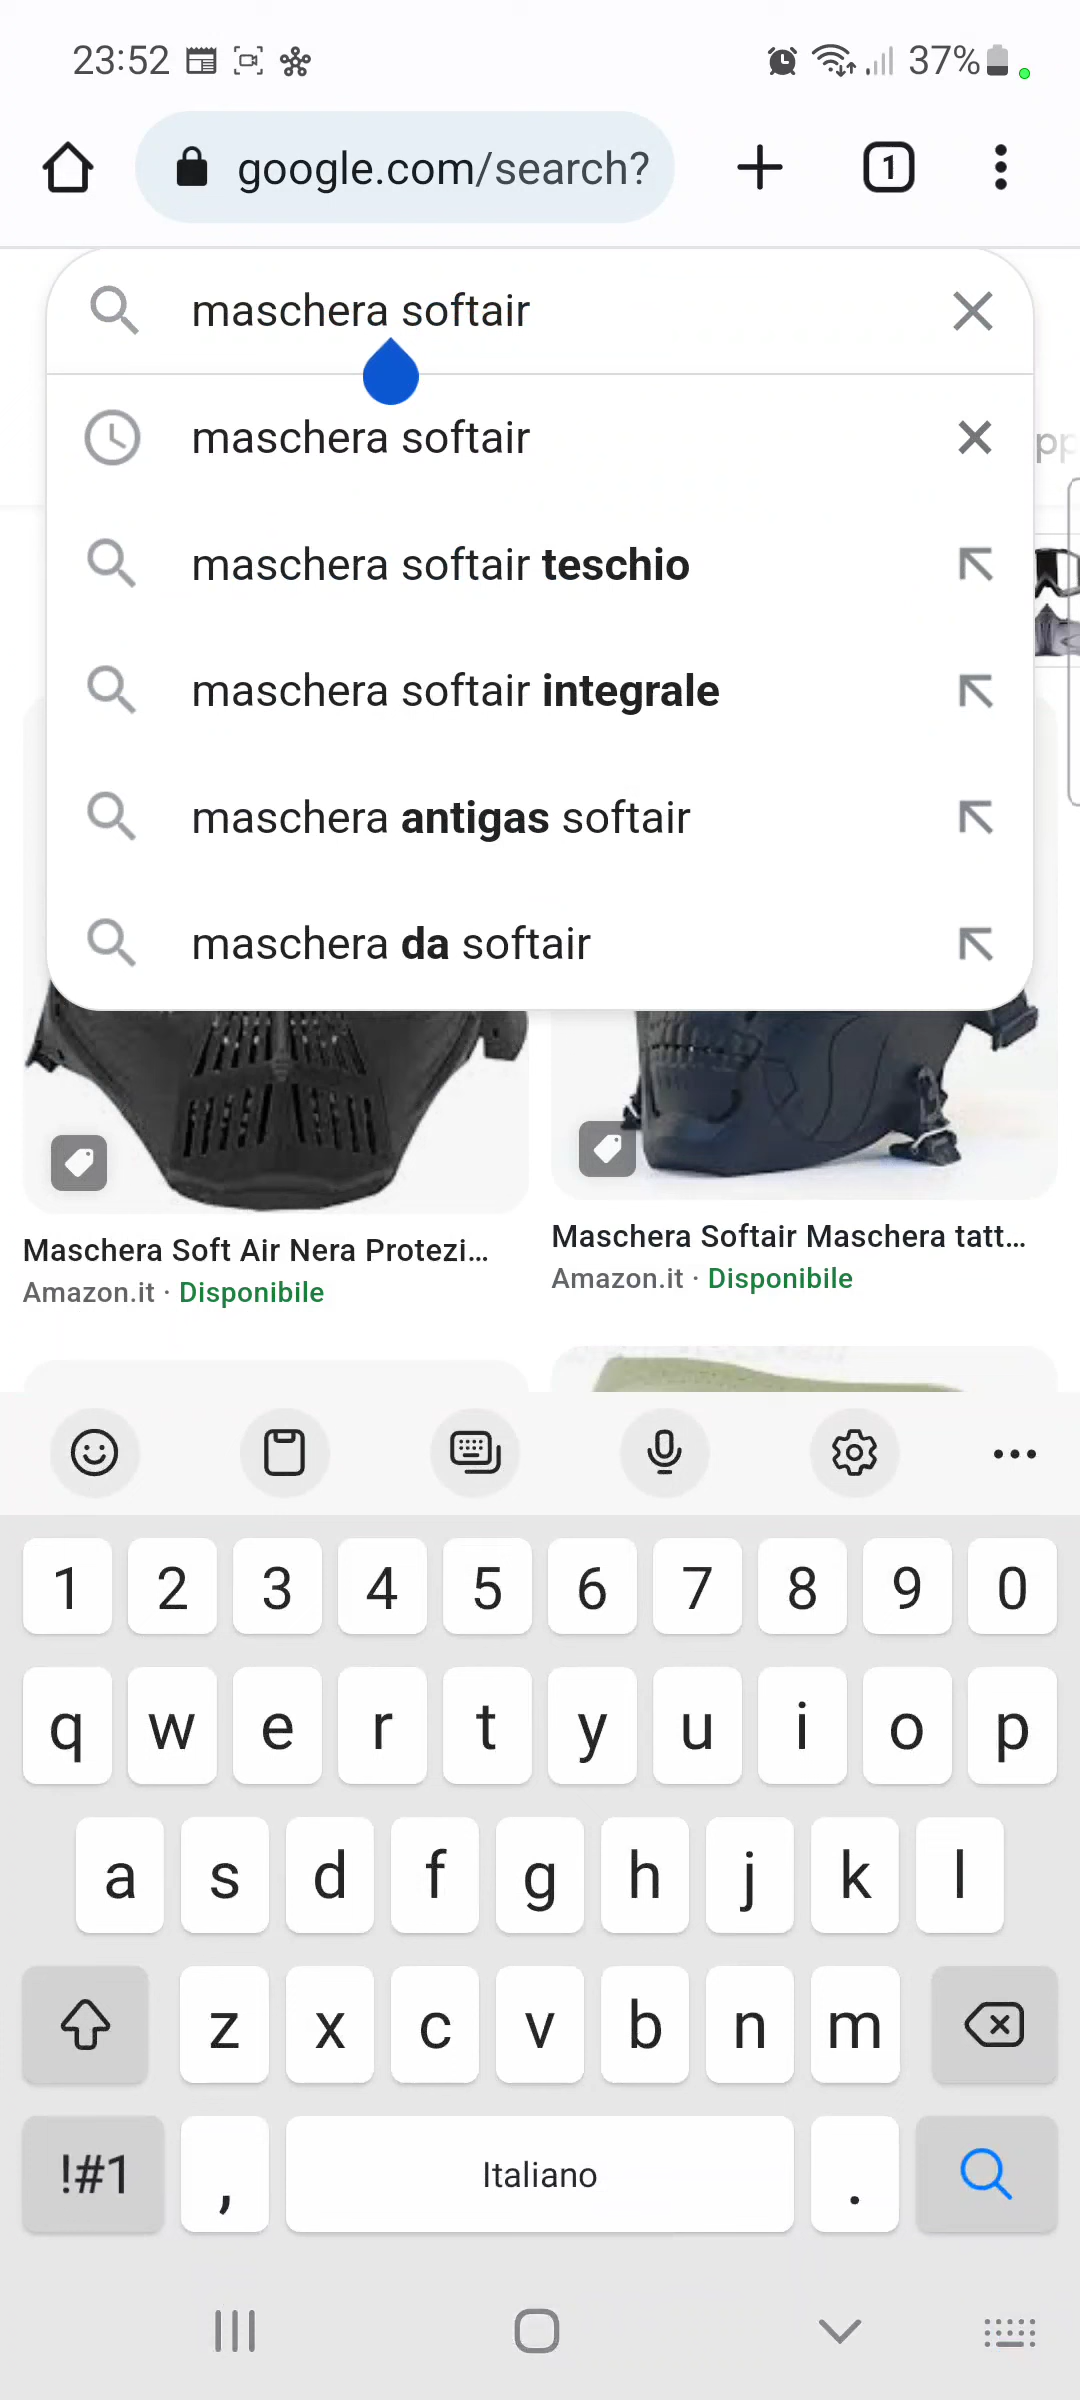 23:52
37%
google.com/search?
1
maschera softair
maschera softair
maschera softair teschio
maschera softair integrale
maschera antigas softair
maschera da softair
Maschera Soft Air Nera Protezi...
Amazon.it · Disponibile
Maschera Softair Maschera tatt...
Amazon.it · Disponibile
1 2 3 4 5 6 7 8 9 0
q w e r t y u i o p
a s d f g h j k l
z x c v b n m
!#1 , Italiano .